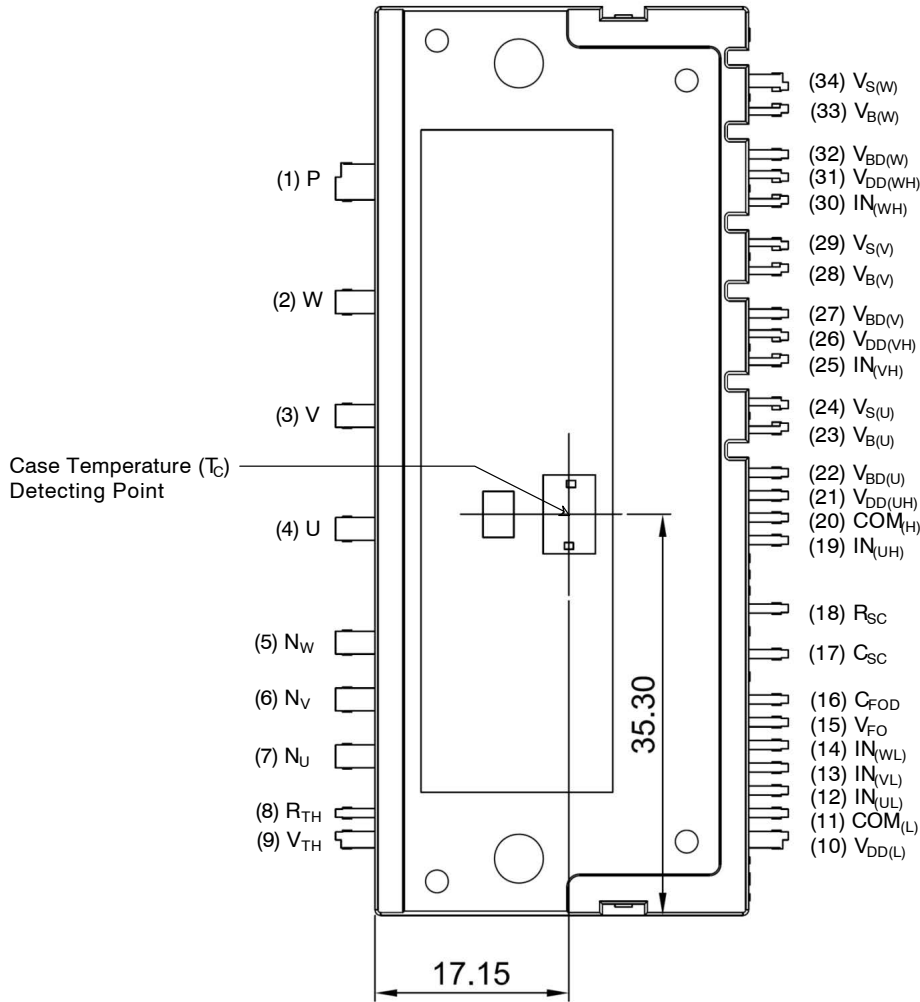 (1) P
(2) W
(3) V
Case Temperature (TC)
Detecting Point
(4) U
(5) NW
(6) NV
(7) NU
(8) RTH
(9) VTH
(34) VS(W)
(33) VB(W)
(32) VBD(W)
(31) VDD(WH)
(30) IN(WH)
(29) VS(V)
(28) VB(V)
(27) VBD(V)
(26) VDD(VH)
(25) IN(VH)
(24) VS(U)
(23) VB(U)
(22) VBD(U)
(21) VDD(UH)
(20) COM(H)
(19) IN(UH)
(18) RSC
(17) CSC
(16) CFOD
(15) VFO
(14) IN(WL)
(13) IN(VL)
(12) IN(UL)
(11) COM(L)
(10) VDD(L)
35.30
17.15